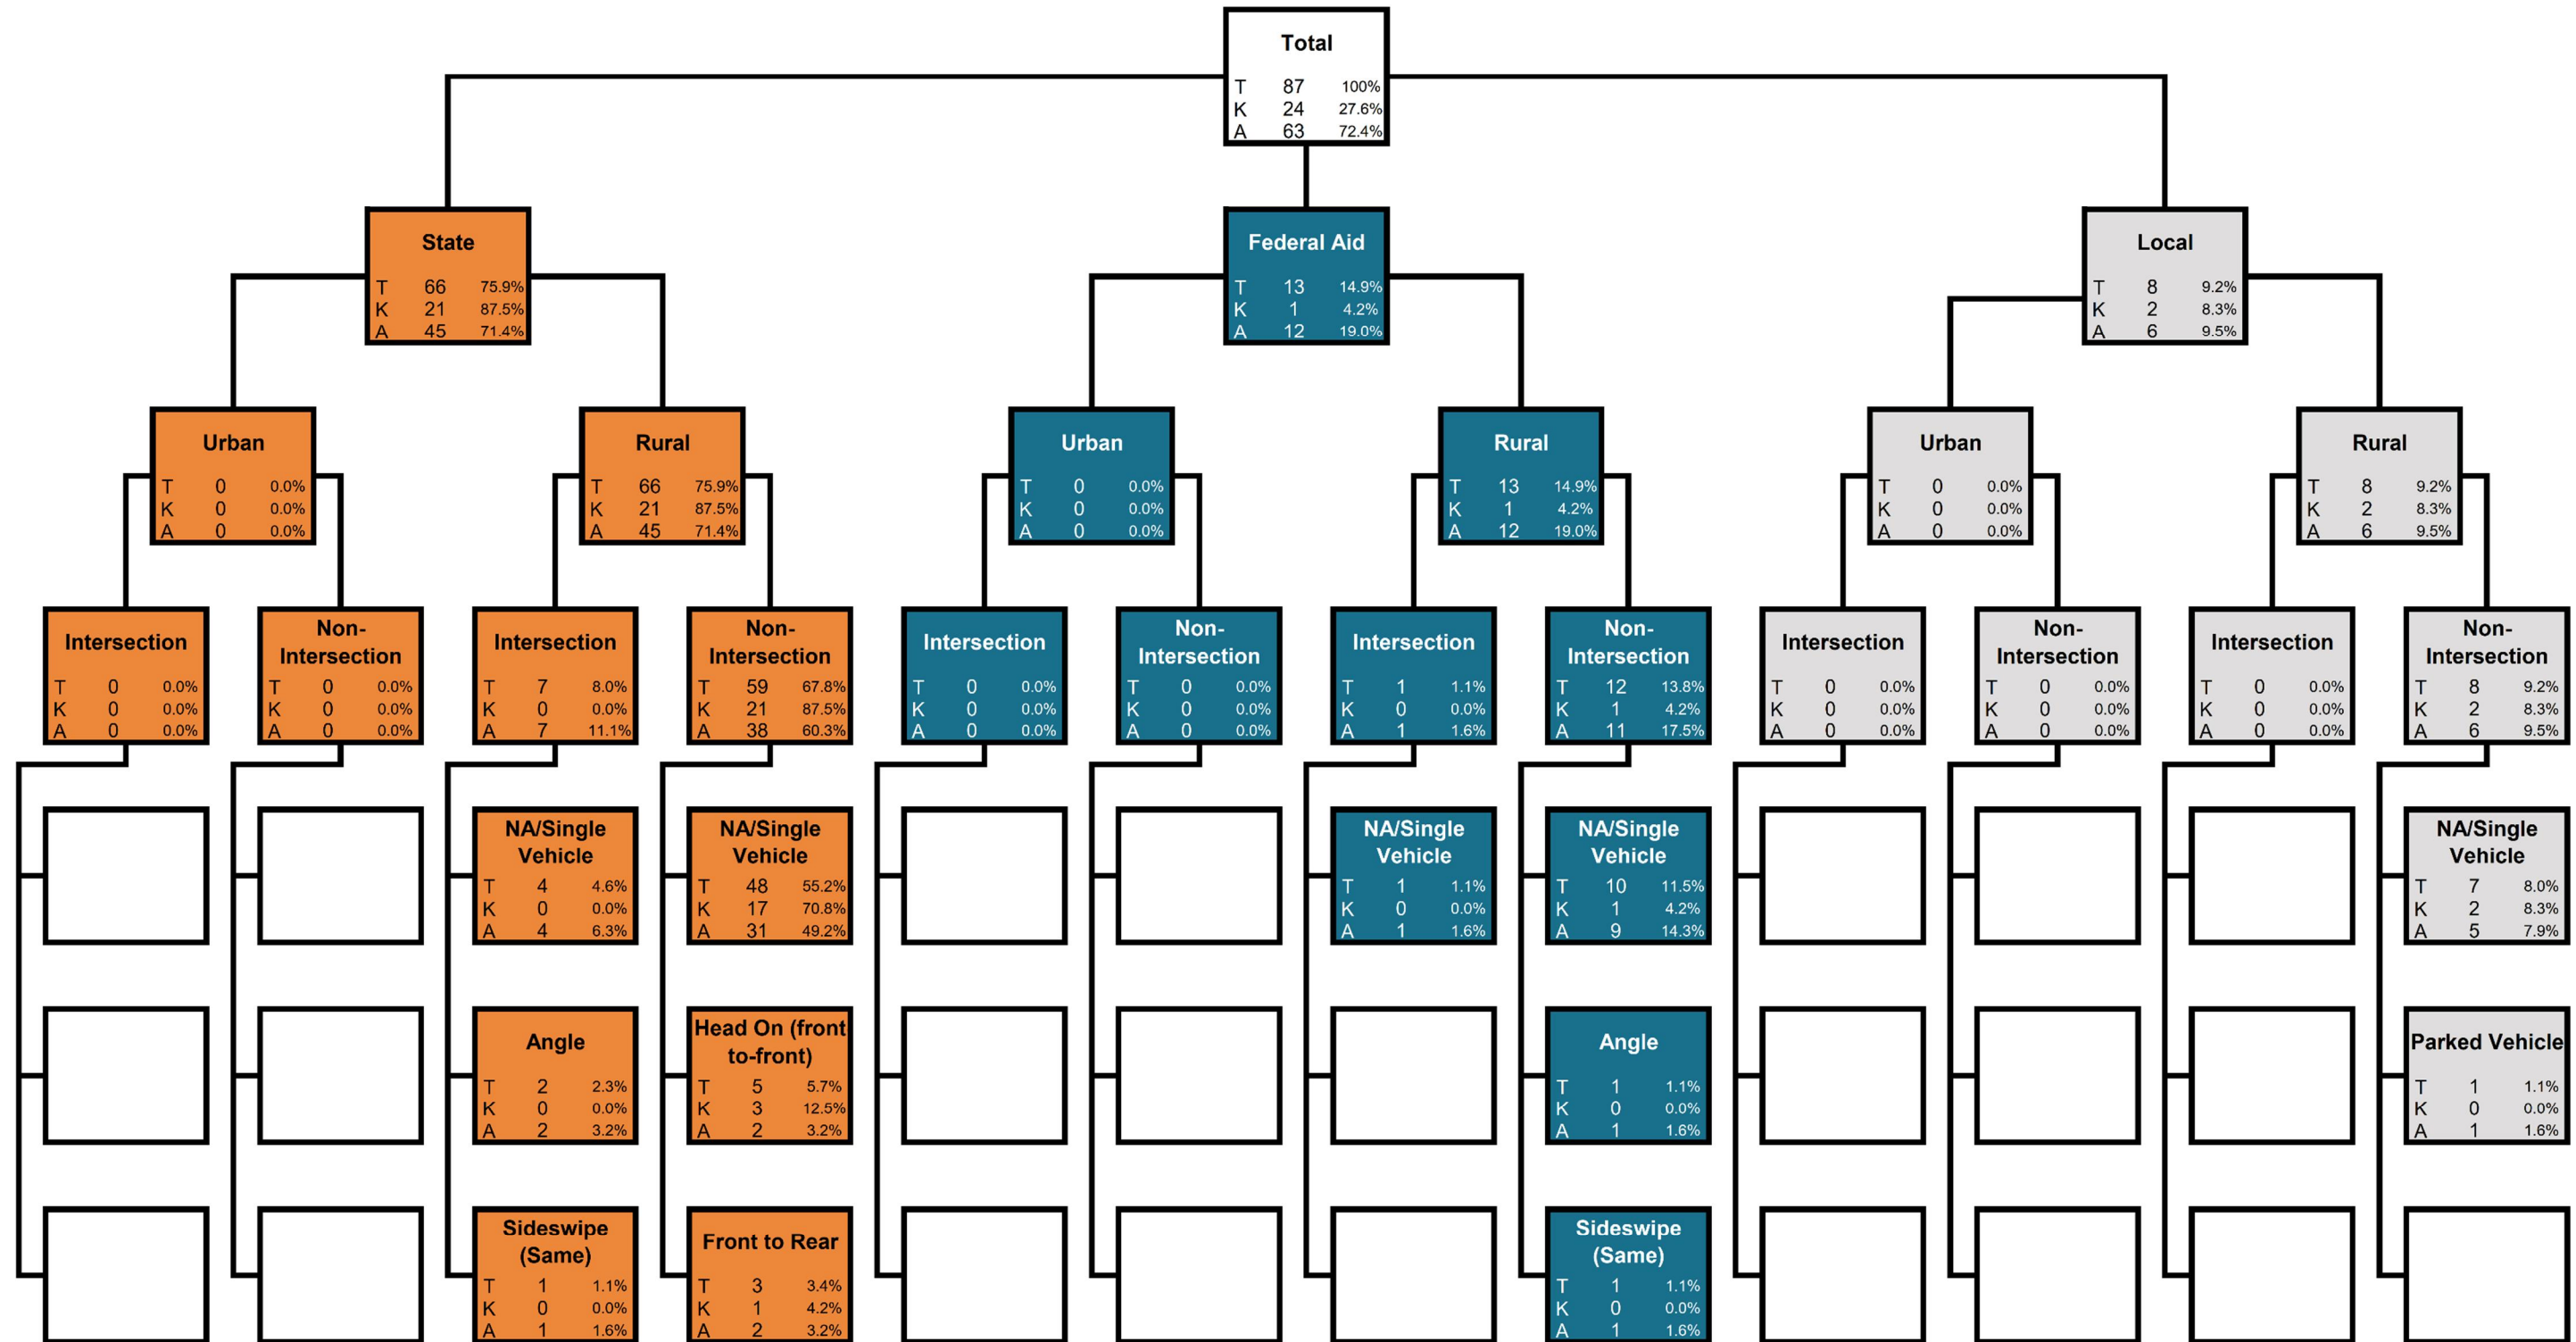 Total
T 87 100%
K 24 27.6%
A 63 72.4%
State
T 66 75.9%
K 21 87.5%
A 45 71.4%
Federal Aid
T 13 14.9%
K 1 4.2%
A 12 19.0%
Local
T 8 9.2%
K 2 8.3%
A 6 9.5%
Urban
T 0 0.0%
K 0 0.0%
A 0 0.0%
Rural
T 66 75.9%
K 21 87.5%
A 45 71.4%
Urban
T 0 0.0%
K 0 0.0%
A 0 0.0%
Rural
T 13 14.9%
K 1 4.2%
A 12 19.0%
Urban
T 0 0.0%
K 0 0.0%
A 0 0.0%
Rural
T 8 9.2%
K 2 8.3%
A 6 9.5%
Intersection
T 0 0.0%
K 0 0.0%
A 0 0.0%
Non-
Intersection
T 0 0.0%
K 0 0.0%
A 0 0.0%
Intersection
T 7 8.0%
K 0 0.0%
A 7 11.1%
Non-
Intersection
T 59 67.8%
K 21 87.5%
A 38 60.3%
Intersection
T 0 0.0%
K 0 0.0%
A 0 0.0%
Non-
Intersection
T 0 0.0%
K 0 0.0%
A 0 0.0%
Intersection
T 1 1.1%
K 0 0.0%
A 1 1.6%
Non-
Intersection
T 12 13.8%
K 1 4.2%
A 11 17.5%
Intersection
T 0 0.0%
K 0 0.0%
A 0 0.0%
Non-
Intersection
T 0 0.0%
K 0 0.0%
A 0 0.0%
Intersection
T 0 0.0%
K 0 0.0%
A 0 0.0%
Non-
Intersection
T 8 9.2%
K 2 8.3%
A 6 9.5%
NA/Single
Vehicle
T 4 4.6%
K 0 0.0%
A 4 6.3%
NA/Single
Vehicle
T 48 55.2%
K 17 70.8%
A 31 49.2%
NA/Single
Vehicle
T 1 1.1%
K 0 0.0%
A 1 1.6%
NA/Single
Vehicle
T 10 11.5%
K 1 4.2%
A 9 14.3%
NA/Single
Vehicle
T 7 8.0%
K 2 8.3%
A 5 7.9%
Angle
T 2 2.3%
K 0 0.0%
A 2 3.2%
Head On (front
to-front)
T 5 5.7%
K 3 12.5%
A 2 3.2%
Angle
T 1 1.1%
K 0 0.0%
A 1 1.6%
Parked Vehicle
T 1 1.1%
K 0 0.0%
A 1 1.6%
Sideswipe
(Same)
T 1 1.1%
K 0 0.0%
A 1 1.6%
Front to Rear
T 3 3.4%
K 1 4.2%
A 2 3.2%
Sideswipe
(Same)
T 1 1.1%
K 0 0.0%
A 1 1.6%